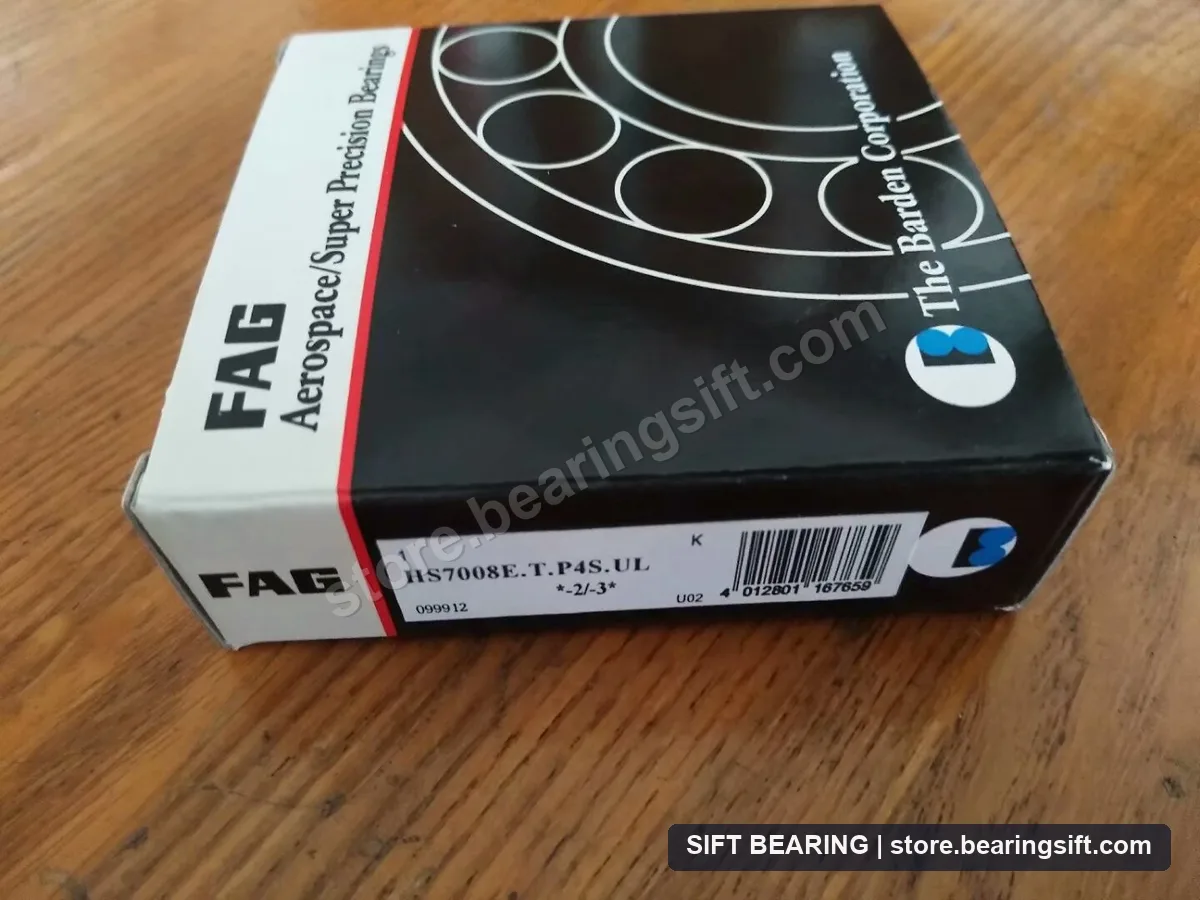 FAG
Aerospace/Super Precision Bearings
The Barden Corporation
FAG
1
HS7008E.T.P4S.UL
*-2/-3*
099912
K
U02
4 012801 167659
store.bearingsift.com
SIFT BEARING | store.bearingsift.com